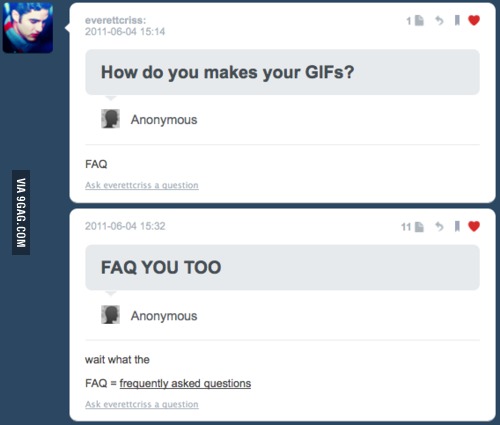 everettcriss:
2011-06-04 15:14
1
How do you makes your GIFs?
Anonymous
FAQ
Ask everettcriss a question
VIA 9GAG.COM
2011-06-04 15:32
11
FAQ YOU TOO
Anonymous
wait what the
FAQ = frequently asked questions
Ask everettcriss a question